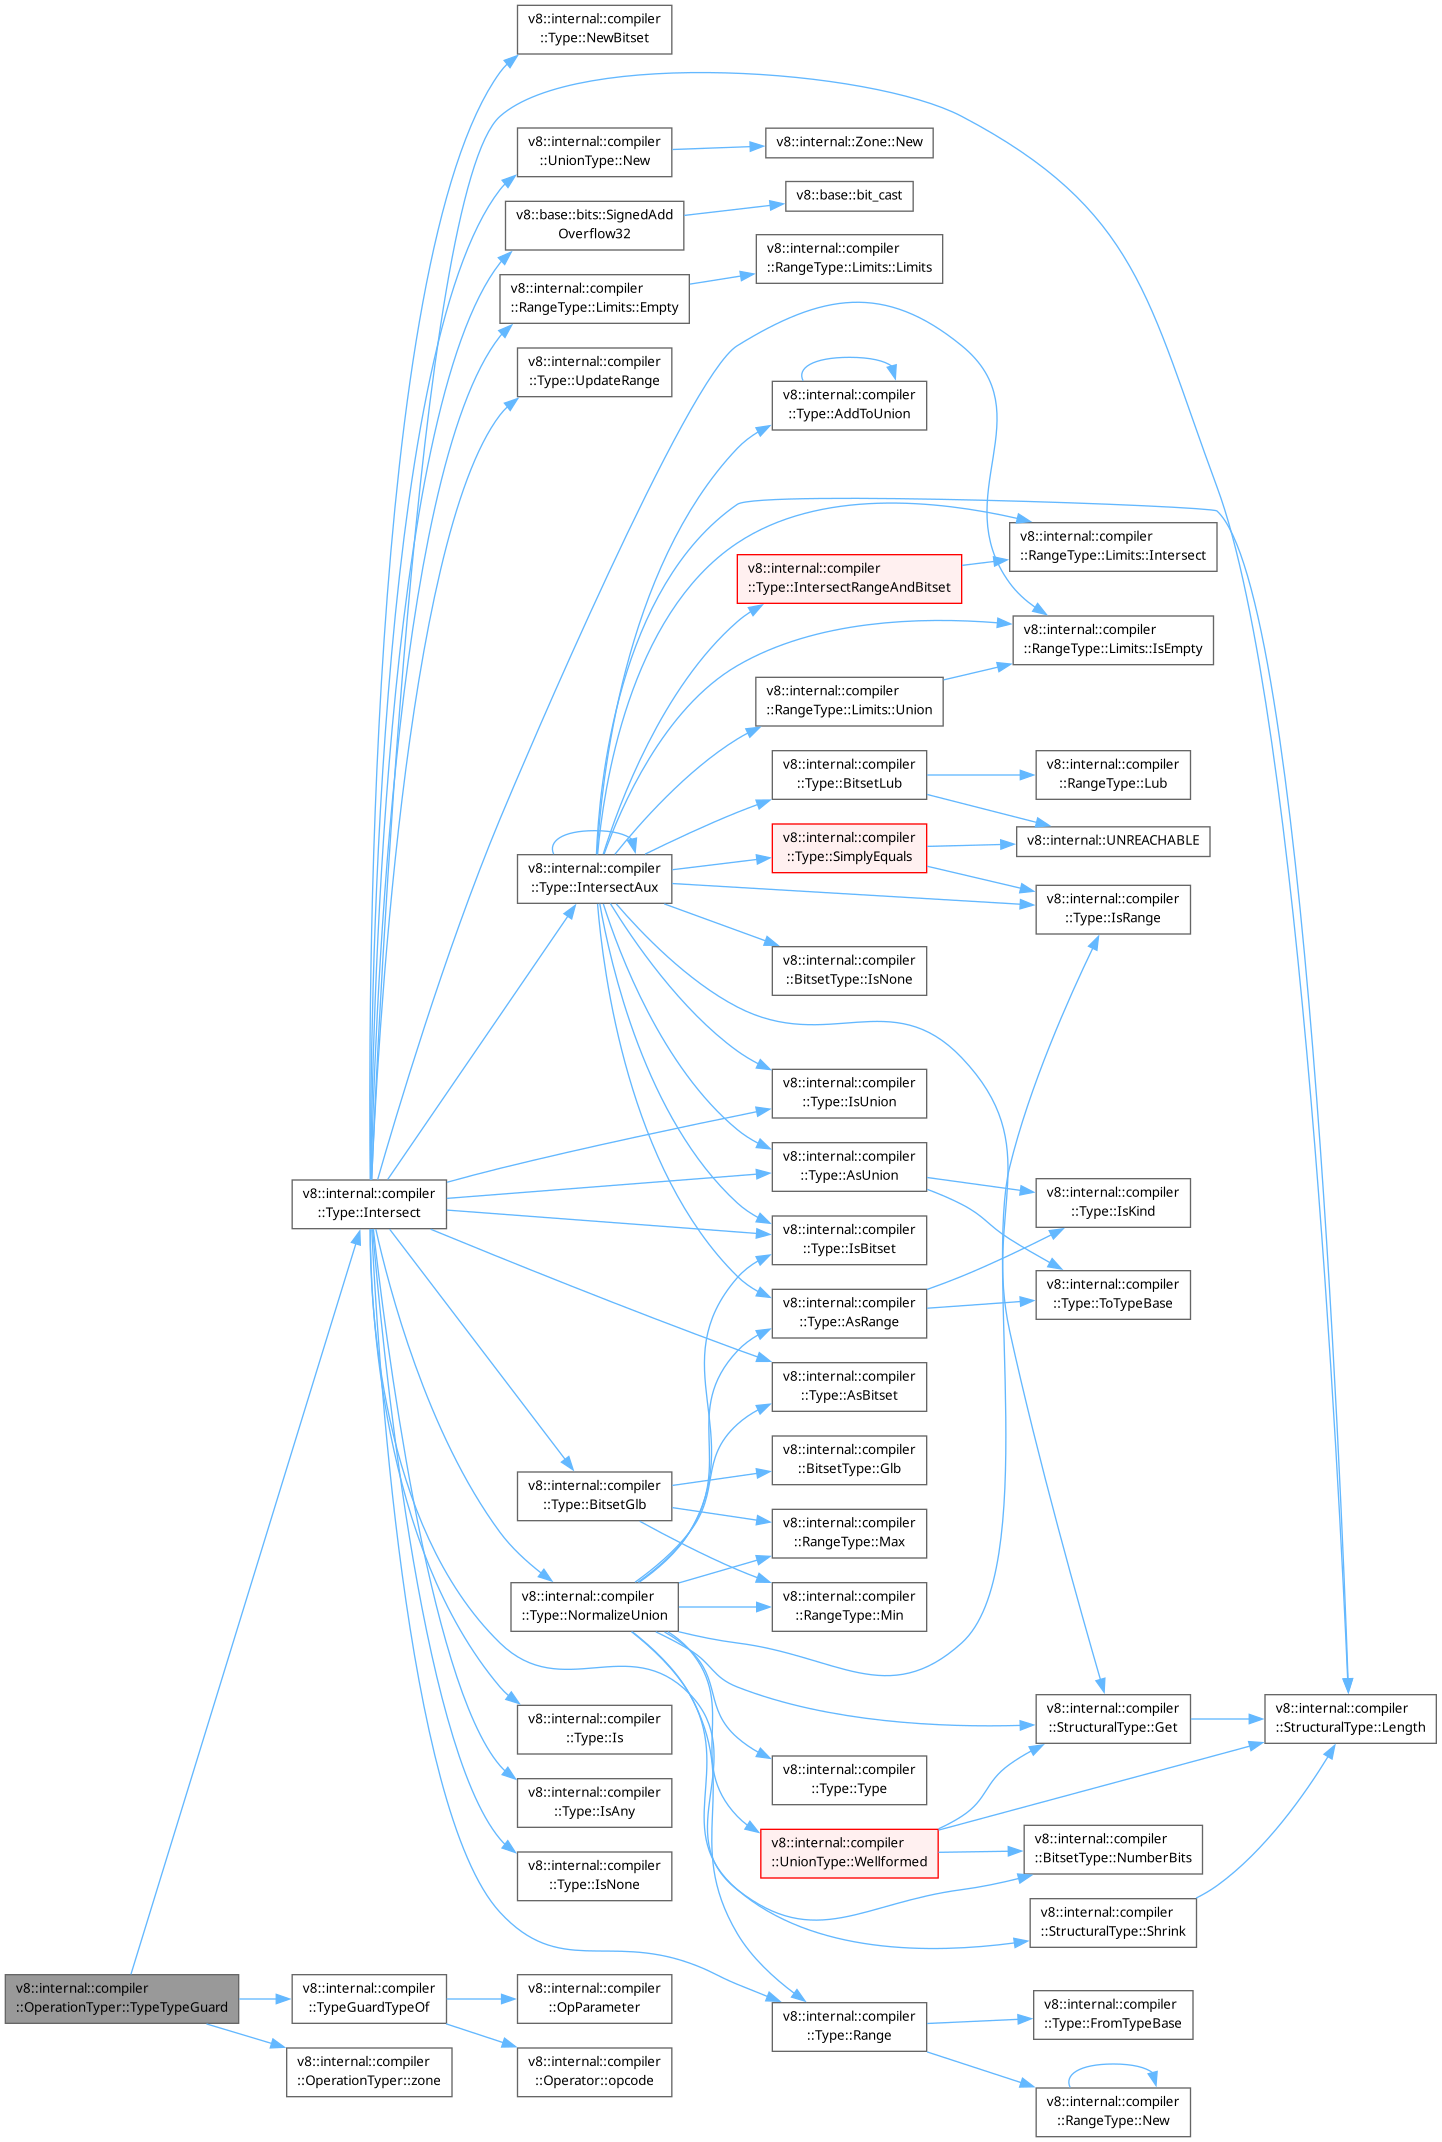 v8::internal::compiler
::Type::NewBitset
v8::internal::compiler
::UnionType::New
v8::internal::Zone::New
v8::base::bit_cast
v8::base::bits::SignedAdd
Overflow32
v8::internal::compiler
::RangeType::Limits::Limits
v8::internal::compiler
::RangeType::Limits::Empty
v8::internal::compiler
::Type::UpdateRange
v8::internal::compiler
::Type::AddToUnion
v8::internal::compiler
::RangeType::Limits::Intersect
v8::internal::compiler
::Type::IntersectRangeAndBitset
v8::internal::compiler
::RangeType::Limits::IsEmpty
v8::internal::compiler
::RangeType::Limits::Union
v8::internal::compiler
::Type::BitsetLub
v8::internal::compiler
::RangeType::Lub
v8::internal::compiler
::Type::SimplyEquals
v8::internal::UNREACHABLE
v8::internal::compiler
::Type::IntersectAux
v8::internal::compiler
::Type::IsRange
v8::internal::compiler
::BitsetType::IsNone
v8::internal::compiler
::Type::IsUnion
v8::internal::compiler
::Type::AsUnion
v8::internal::compiler
::Type::Intersect
v8::internal::compiler
::Type::IsKind
v8::internal::compiler
::Type::IsBitset
v8::internal::compiler
::Type::ToTypeBase
v8::internal::compiler
::Type::AsRange
v8::internal::compiler
::Type::AsBitset
v8::internal::compiler
::BitsetType::Glb
v8::internal::compiler
::Type::BitsetGlb
v8::internal::compiler
::RangeType::Max
v8::internal::compiler
::Type::NormalizeUnion
v8::internal::compiler
::RangeType::Min
v8::internal::compiler
::Type::Is
v8::internal::compiler
::StructuralType::Get
v8::internal::compiler
::StructuralType::Length
v8::internal::compiler
::Type::Type
v8::internal::compiler
::Type::IsAny
v8::internal::compiler
::UnionType::Wellformed
v8::internal::compiler
::BitsetType::NumberBits
v8::internal::compiler
::Type::IsNone
v8::internal::compiler
::StructuralType::Shrink
v8::internal::compiler
::OperationTyper::TypeTypeGuard
v8::internal::compiler
::TypeGuardTypeOf
v8::internal::compiler
::OpParameter
v8::internal::compiler
::Type::Range
v8::internal::compiler
::Type::FromTypeBase
v8::internal::compiler
::OperationTyper::zone
v8::internal::compiler
::Operator::opcode
v8::internal::compiler
::RangeType::New